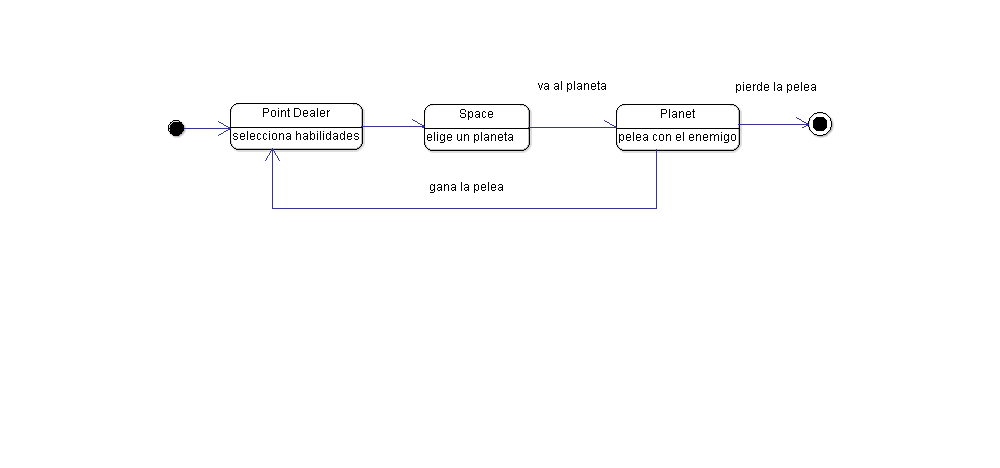 va al planeta
pierde la pelea
Point Dealer
selecciona habilidades
Space
elige un planeta
Planet
pelea con el enemigo
gana la pelea